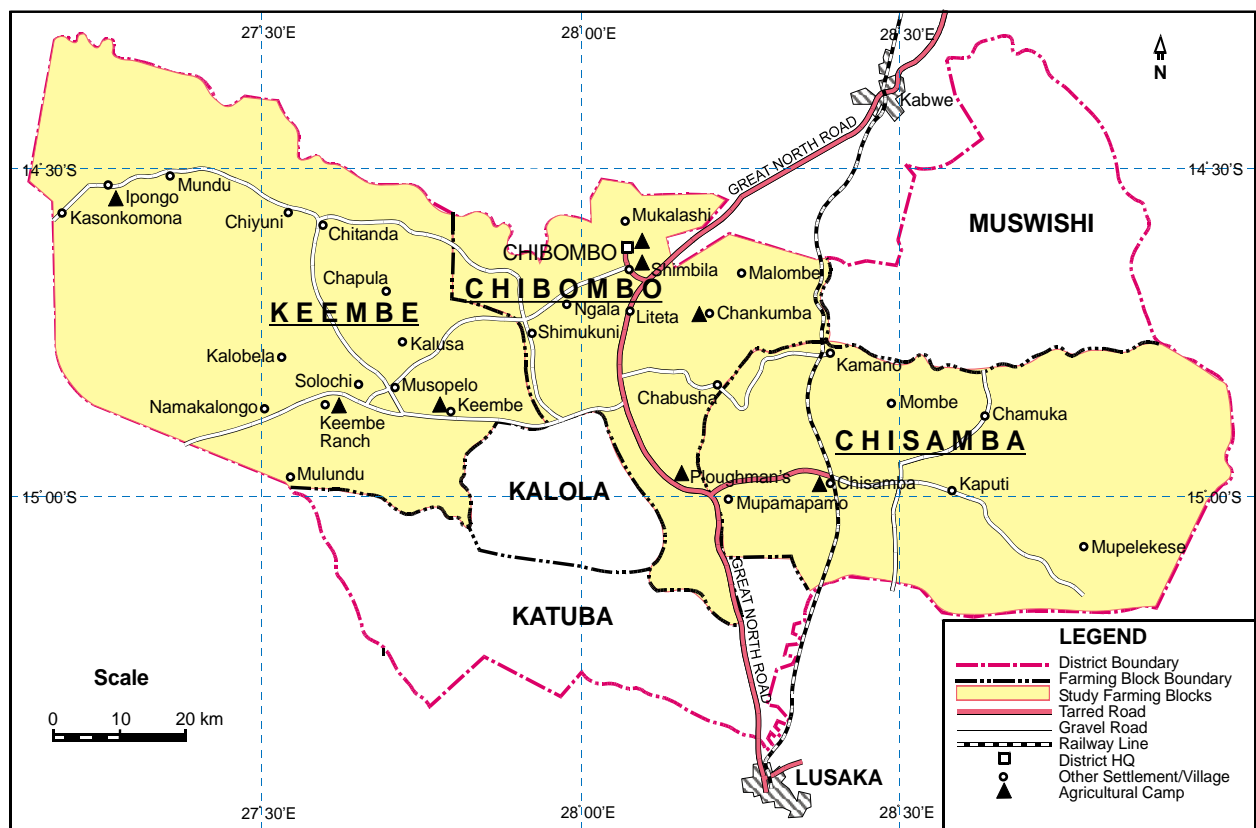 27°30'E
28°00'E
28°30'E
N
Kabwe
GREAT NORTH ROAD
14°30'S
14°30'S
Mundu
Ipongo
Kasonkomona
Chiyuni
Chitanda
Mukalashi
MUSWISHI
CHIBOMBO
Shimbila
Malombe
Chapula
CHIBOMBO
KEEMBE
Ngala
Liteta
Chankumba
Shimukuni
Kalusa
Kalobela
Kamano
Solochi
Musopelo
Chabusha
Namakalongo
Keembe
Ranch
Keembe
Mombe
Chamuka
CHISAMBA
Mulundu
KALOLA
Ploughman's
Chisamba
Kaputi
15°00'S
15°00'S
Mupamapamo
Mupelekese
GREAT NORTH ROAD
KATUBA
Scale
0 10 20 km
LUSAKA
LEGEND
District Boundary
Farming Block Boundary
Study Farming Blocks
Tarred Road
Gravel Road
Railway Line
District HQ
Other Settlement/Village
Agricultural Camp
27°30'E
28°00'E
28°30'E